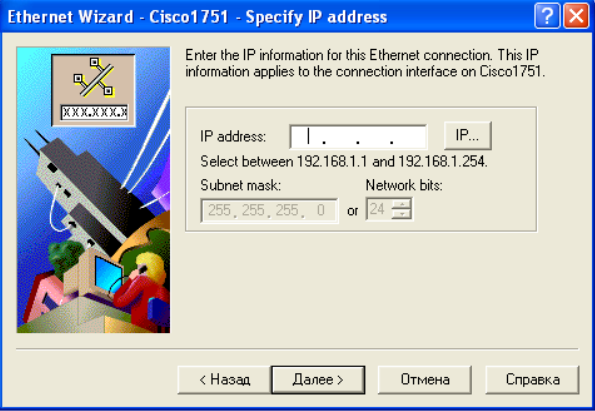 Ethernet Wizard - Cisco1751 - Specify IP address
XXX.XXX.X
Enter the IP information for this Ethernet connection. This IP
information applies to the connection interface on Cisco1751.
IP address: . . . IP...
Select between 192.168.1.1 and 192.168.1.254.
Subnet mask: Network bits:
255 . 255 . 255 . 0 or 24
< Назад Далее > Отмена Справка